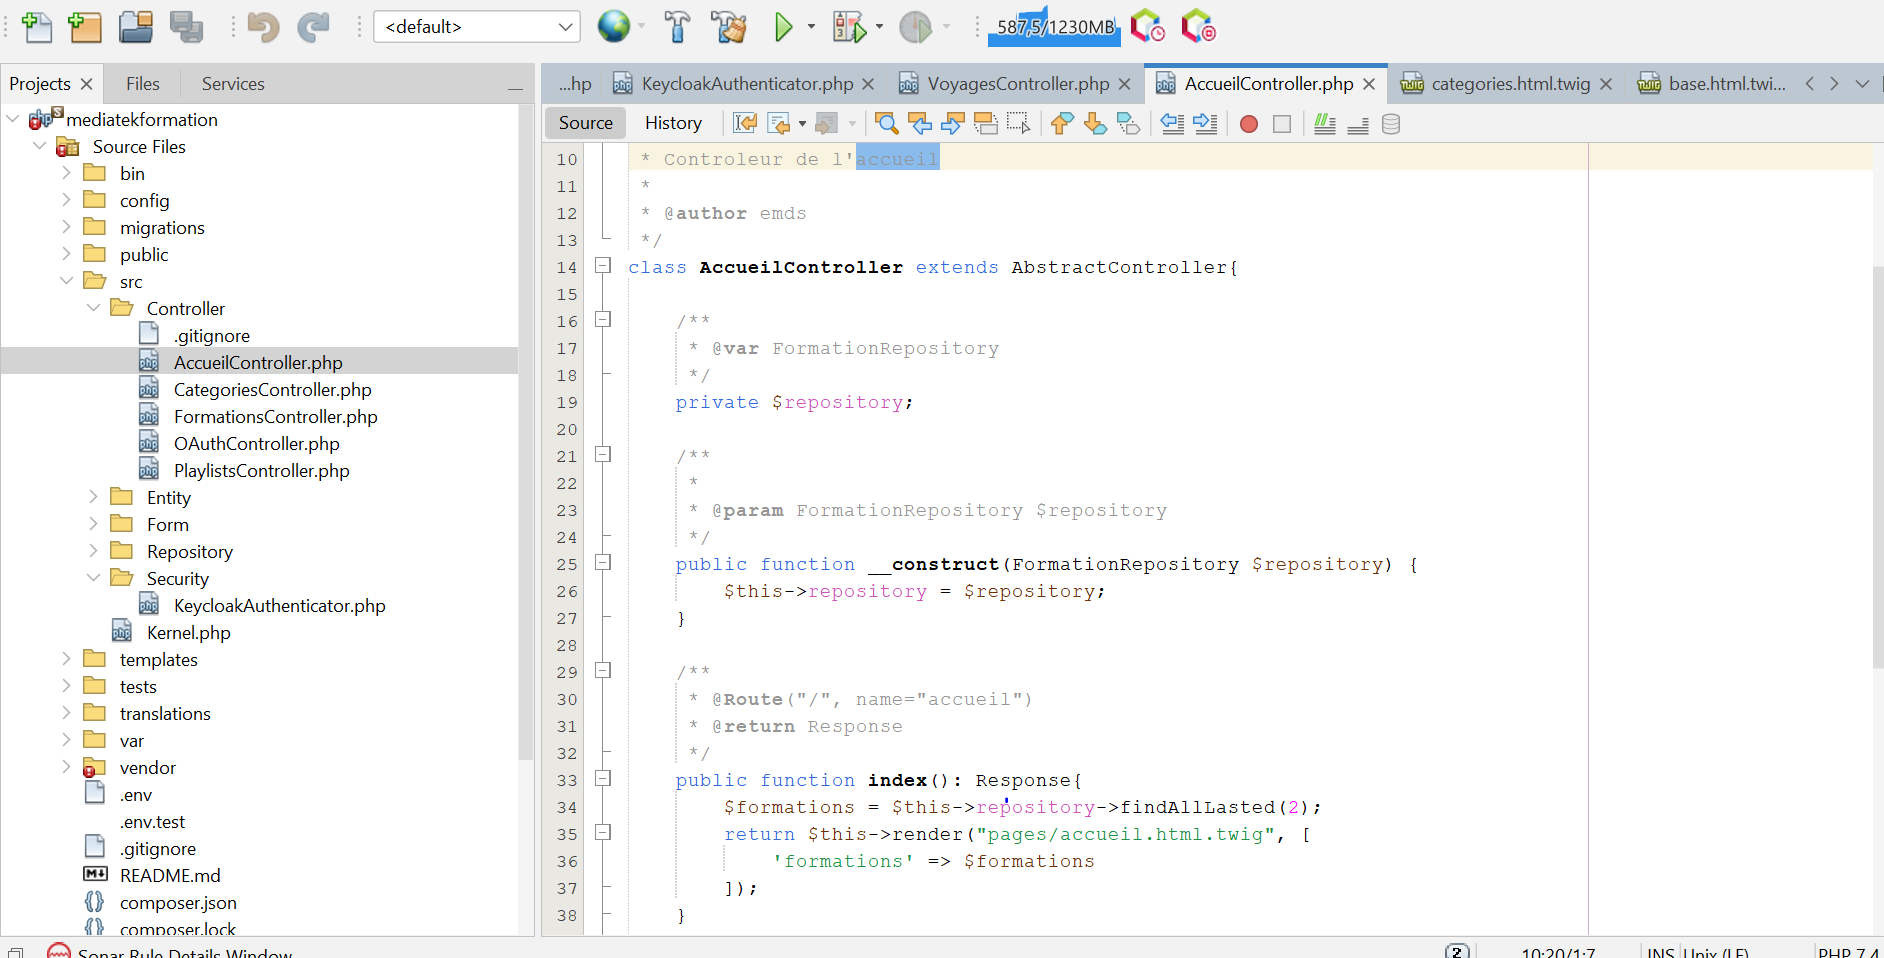 <default>
587,5/1230MB
Projects
Files
Services
mediatekformation
Source Files
bin
config
migrations
public
src
Controller
.gitignore
AccueilController.php
CategoriesController.php
FormationsController.php
OAuthController.php
PlaylistsController.php
Entity
Form
Repository
Security
KeycloakAuthenticator.php
Kernel.php
templates
tests
translations
var
vendor
.env
.env.test
.gitignore
README.md
composer.json
composer.lock
...hp
KeycloakAuthenticator.php
VoyagesController.php
AccueilController.php
categories.html.twig
base.html.twi...
Source
History
10 * Controleur de l'accueil
11 *
12 * @author emds
13 */
14 class AccueilController extends AbstractController{
15
16 /**
17 * @var FormationRepository
18 */
19 private $repository;
20
21 /**
22 *
23 * @param FormationRepository $repository
24 */
25 public function __construct(FormationRepository $repository) {
26 $this->repository = $repository;
27 }
28
29 /**
30 * @Route("/", name="accueil")
31 * @return Response
32 */
33 public function index(): Response{
34 $formations = $this->repository->findAllLasted(2);
35 return $this->render("pages/accueil.html.twig", [
36 'formations' => $formations
37 ]);
38 }
Sonar Rule Details Window
2
10:20/1:7
INS
Unix (LF)
PHP 7.4